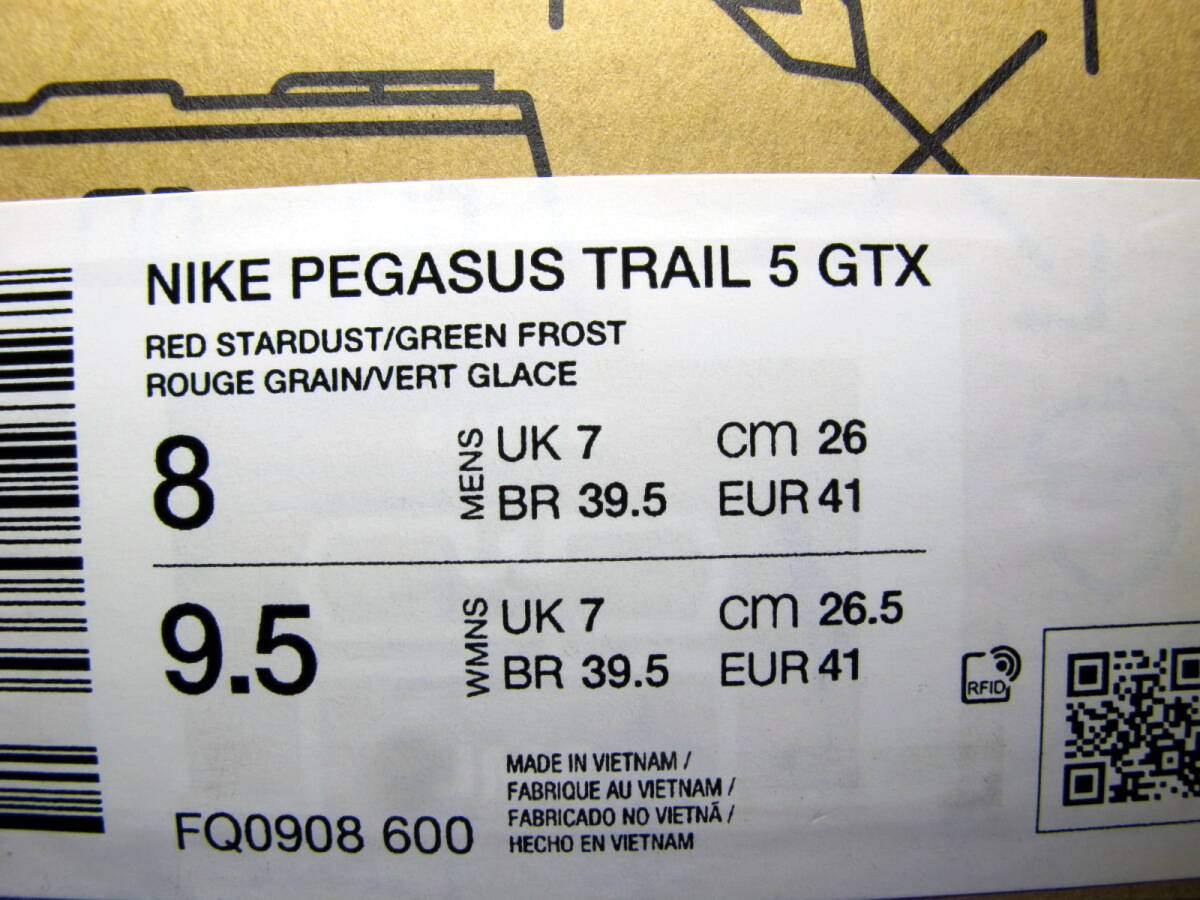 NIKE PEGASUS TRAIL 5 GTX
RED STARDUST/GREEN FROST
ROUGE GRAIN/VERT GLACE
8 MENS UK 7 CM 26
BR 39.5 EUR 41
9.5 WMNS UK 7 CM 26.5
BR 39.5 EUR 41
RFID
MADE IN VIETNAM /
FABRIQUE AU VIETNAM /
FABRICADO NO VIETNÃ /
HECHO EN VIETNAM
FQ0908 600